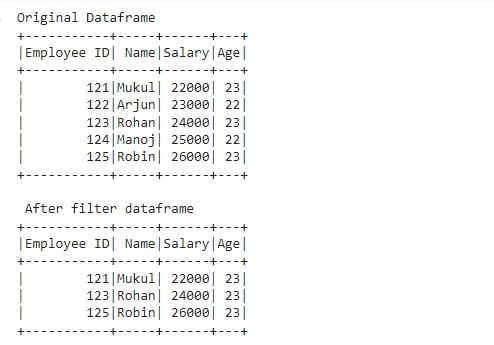 Original Dataframe
+-----------+-----+------+---+
|Employee ID| Name|Salary|Age|
+-----------+-----+------+---+
|        121|Mukul| 22000| 23|
|        122|Arjun| 23000| 22|
|        123|Rohan| 24000| 23|
|        124|Manoj| 25000| 22|
|        125|Robin| 26000| 23|
+-----------+-----+------+---+
After filter dataframe
+-----------+-----+------+---+
|Employee ID| Name|Salary|Age|
+-----------+-----+------+---+
|        121|Mukul| 22000| 23|
|        123|Rohan| 24000| 23|
|        125|Robin| 26000| 23|
+-----------+-----+------+---+